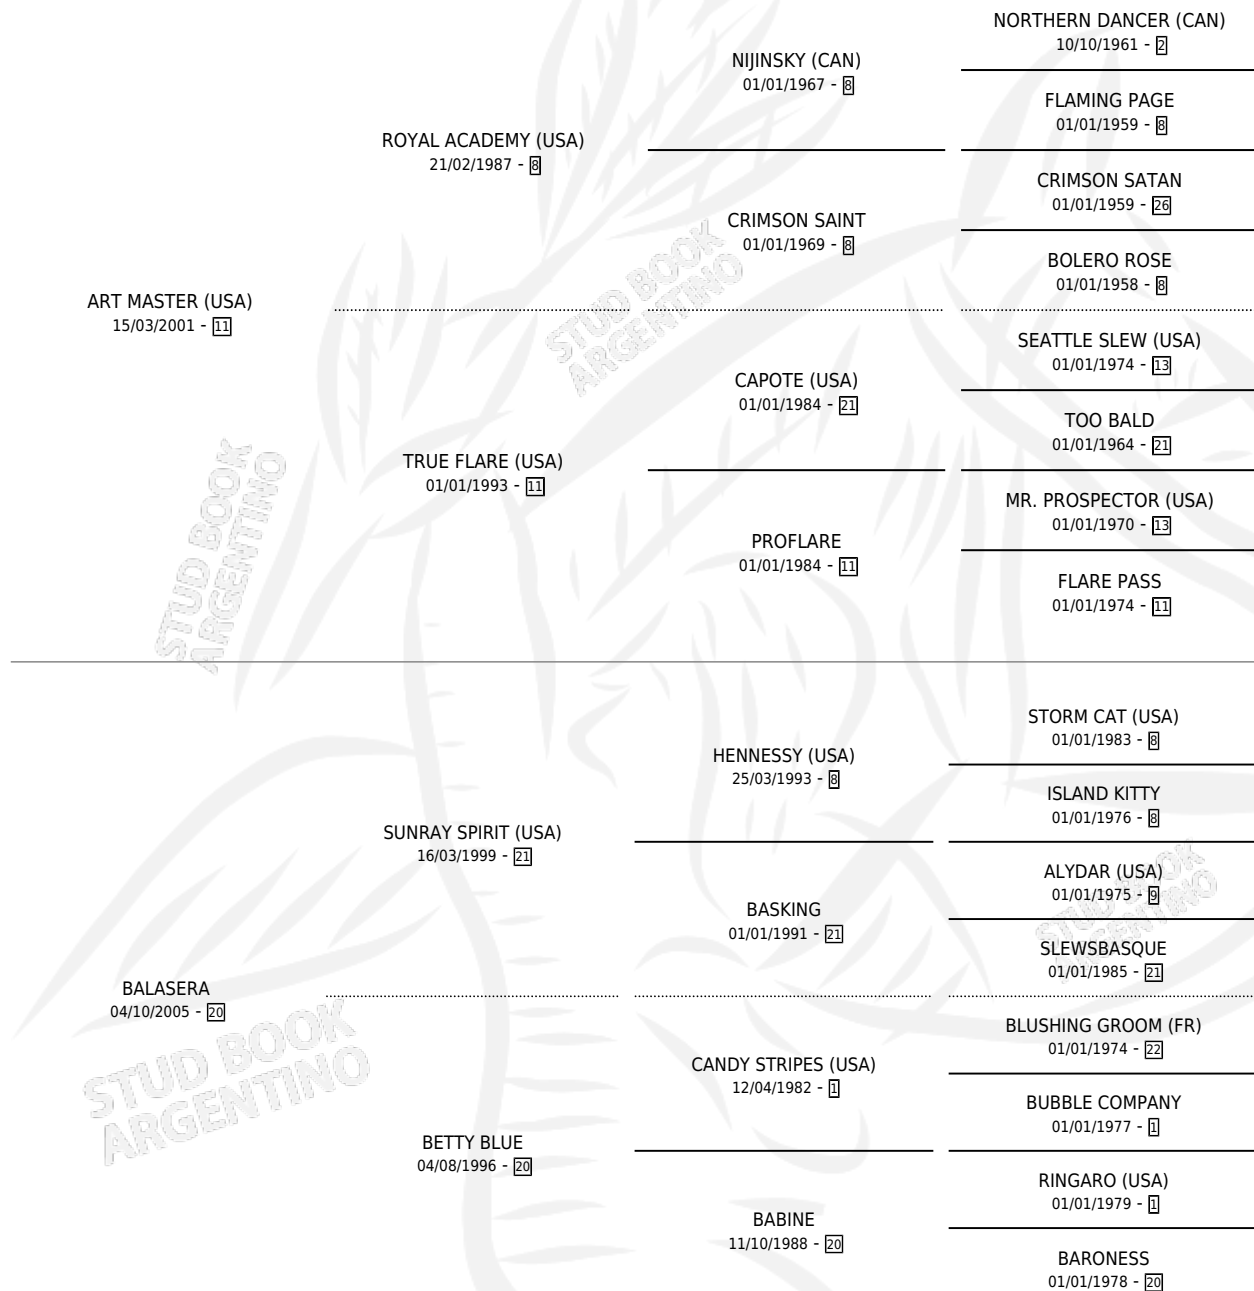 NORTHERN DANCER (CAN)
10/10/1961 - 2
NIJINSKY (CAN)
01/01/1967 - 8
FLAMING PAGE
01/01/1959 - 8
ROYAL ACADEMY (USA)
21/02/1987 - 8
CRIMSON SATAN
01/01/1959 - 26
CRIMSON SAINT
01/01/1969 - 8
BOLERO ROSE
01/01/1958 - 8
ART MASTER (USA)
15/03/2001 - 11
SEATTLE SLEW (USA)
01/01/1974 - 13
CAPOTE (USA)
01/01/1984 - 21
TOO BALD
01/01/1964 - 21
TRUE FLARE (USA)
01/01/1993 - 11
MR. PROSPECTOR (USA)
01/01/1970 - 13
PROFLARE
01/01/1984 - 11
FLARE PASS
01/01/1974 - 11
STORM CAT (USA)
01/01/1983 - 8
HENNESSY (USA)
25/03/1993 - 8
ISLAND KITTY
01/01/1976 - 8
SUNRAY SPIRIT (USA)
16/03/1999 - 21
ALYDAR (USA)
01/01/1975 - 9
BASKING
01/01/1991 - 21
SLEWSBASQUE
01/01/1985 - 21
BALASERA
04/10/2005 - 20
BLUSHING GROOM (FR)
01/01/1974 - 22
CANDY STRIPES (USA)
12/04/1982 - 1
BUBBLE COMPANY
01/01/1977 - 1
BETTY BLUE
04/08/1996 - 20
RINGARO (USA)
01/01/1979 - 1
BABINE
11/10/1988 - 20
BARONESS
01/01/1978 - 20
STUD BOOK
ARGENTINO
STUD BOOK
ARGENTINO
STUD BOOK
ARGENTINO
STUD BOOK
ARGENTINO